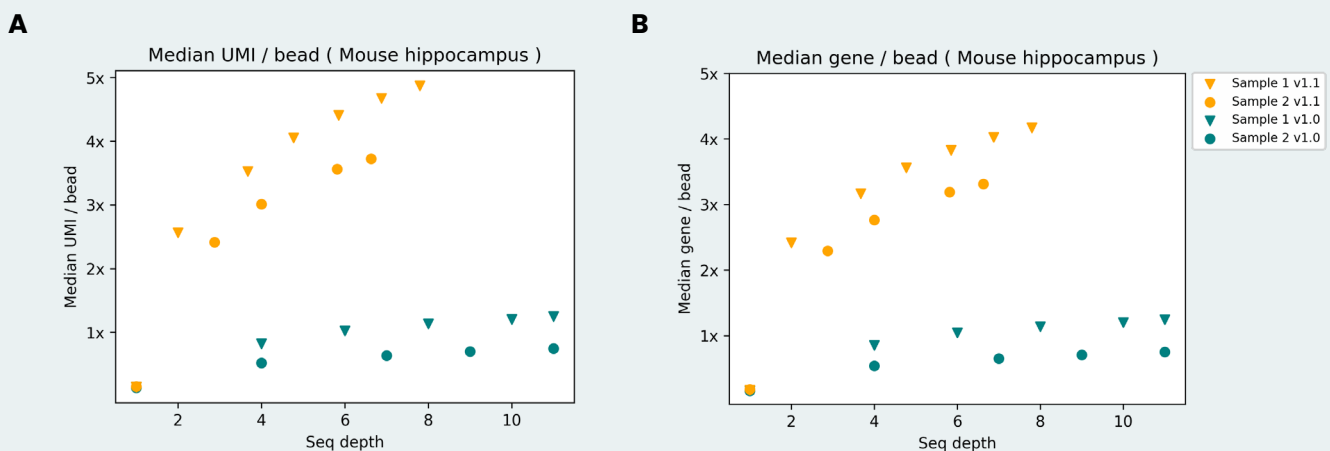 A
Median UMI / bead ( Mouse hippocampus )
5x
4x
3x
2x
1x
Median UMI / bead
2 4 6 8 10
Seq depth
B
Median gene / bead ( Mouse hippocampus )
5x
4x
3x
2x
1x
Median gene / bead
2 4 6 8 10
Seq depth
Sample 1 v1.1
Sample 2 v1.1
Sample 1 v1.0
Sample 2 v1.0